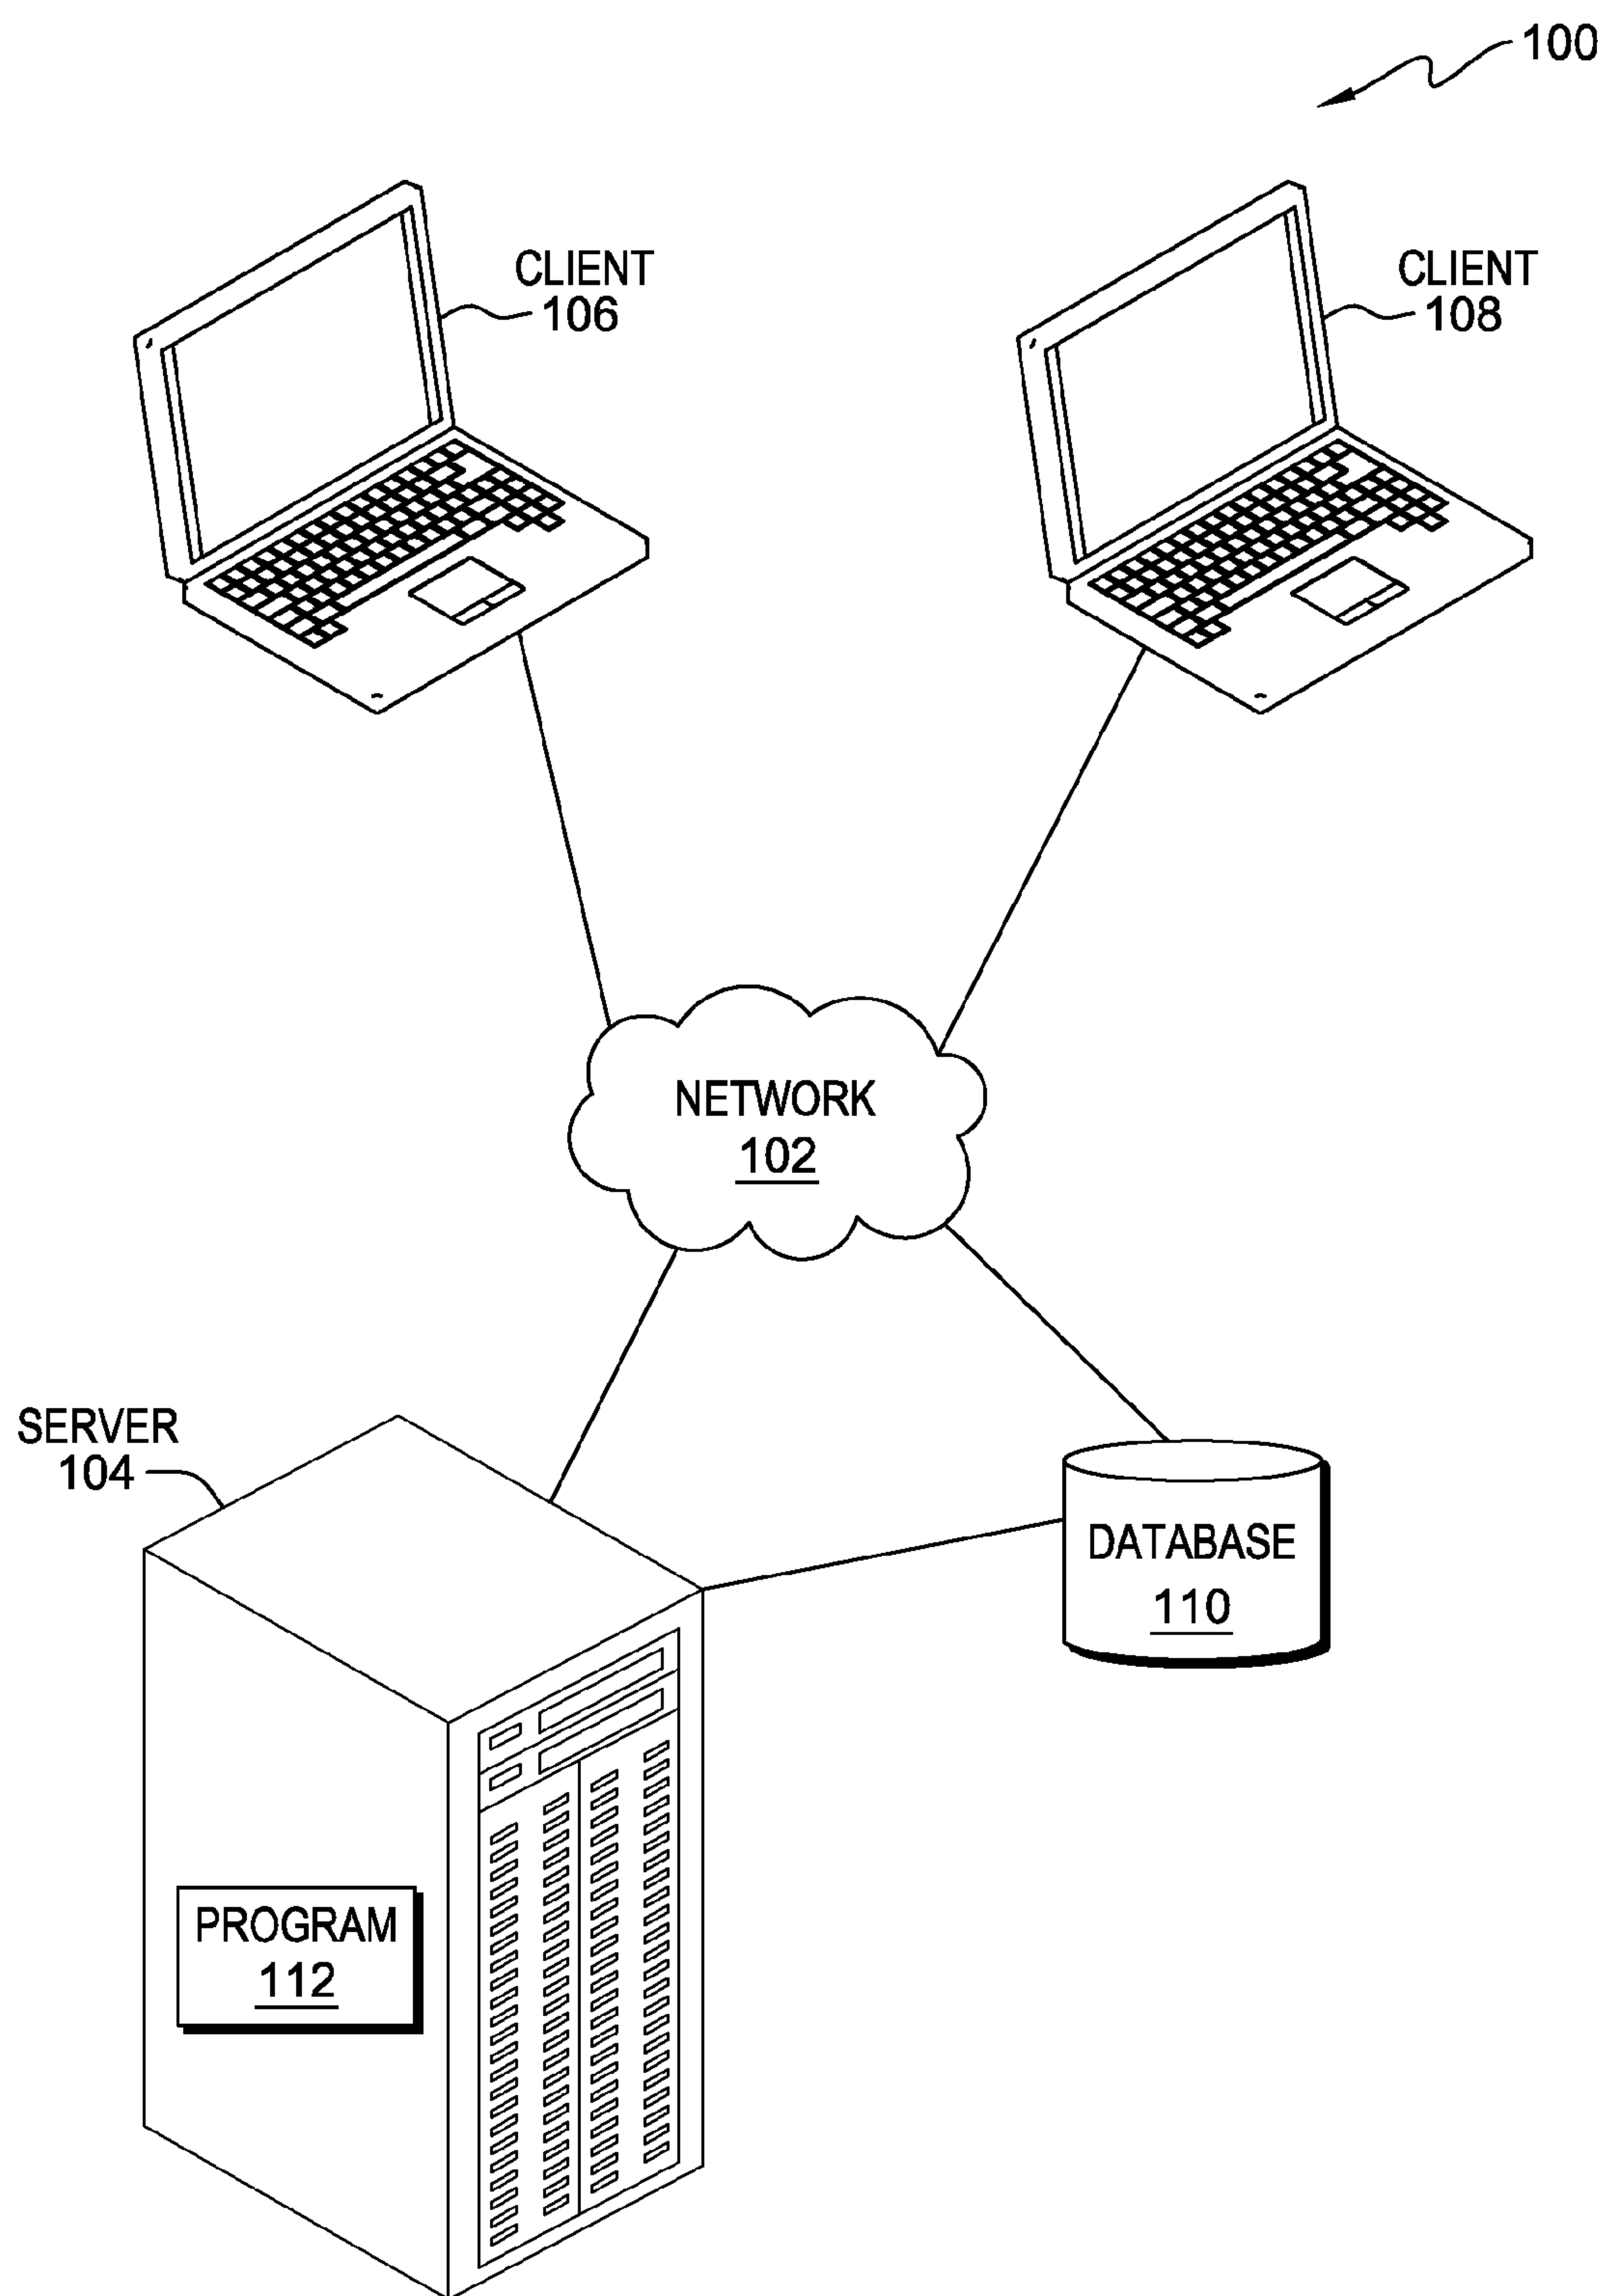 100
CLIENT
106
CLIENT
108
NETWORK
102
SERVER
104
DATABASE
110
PROGRAM
112